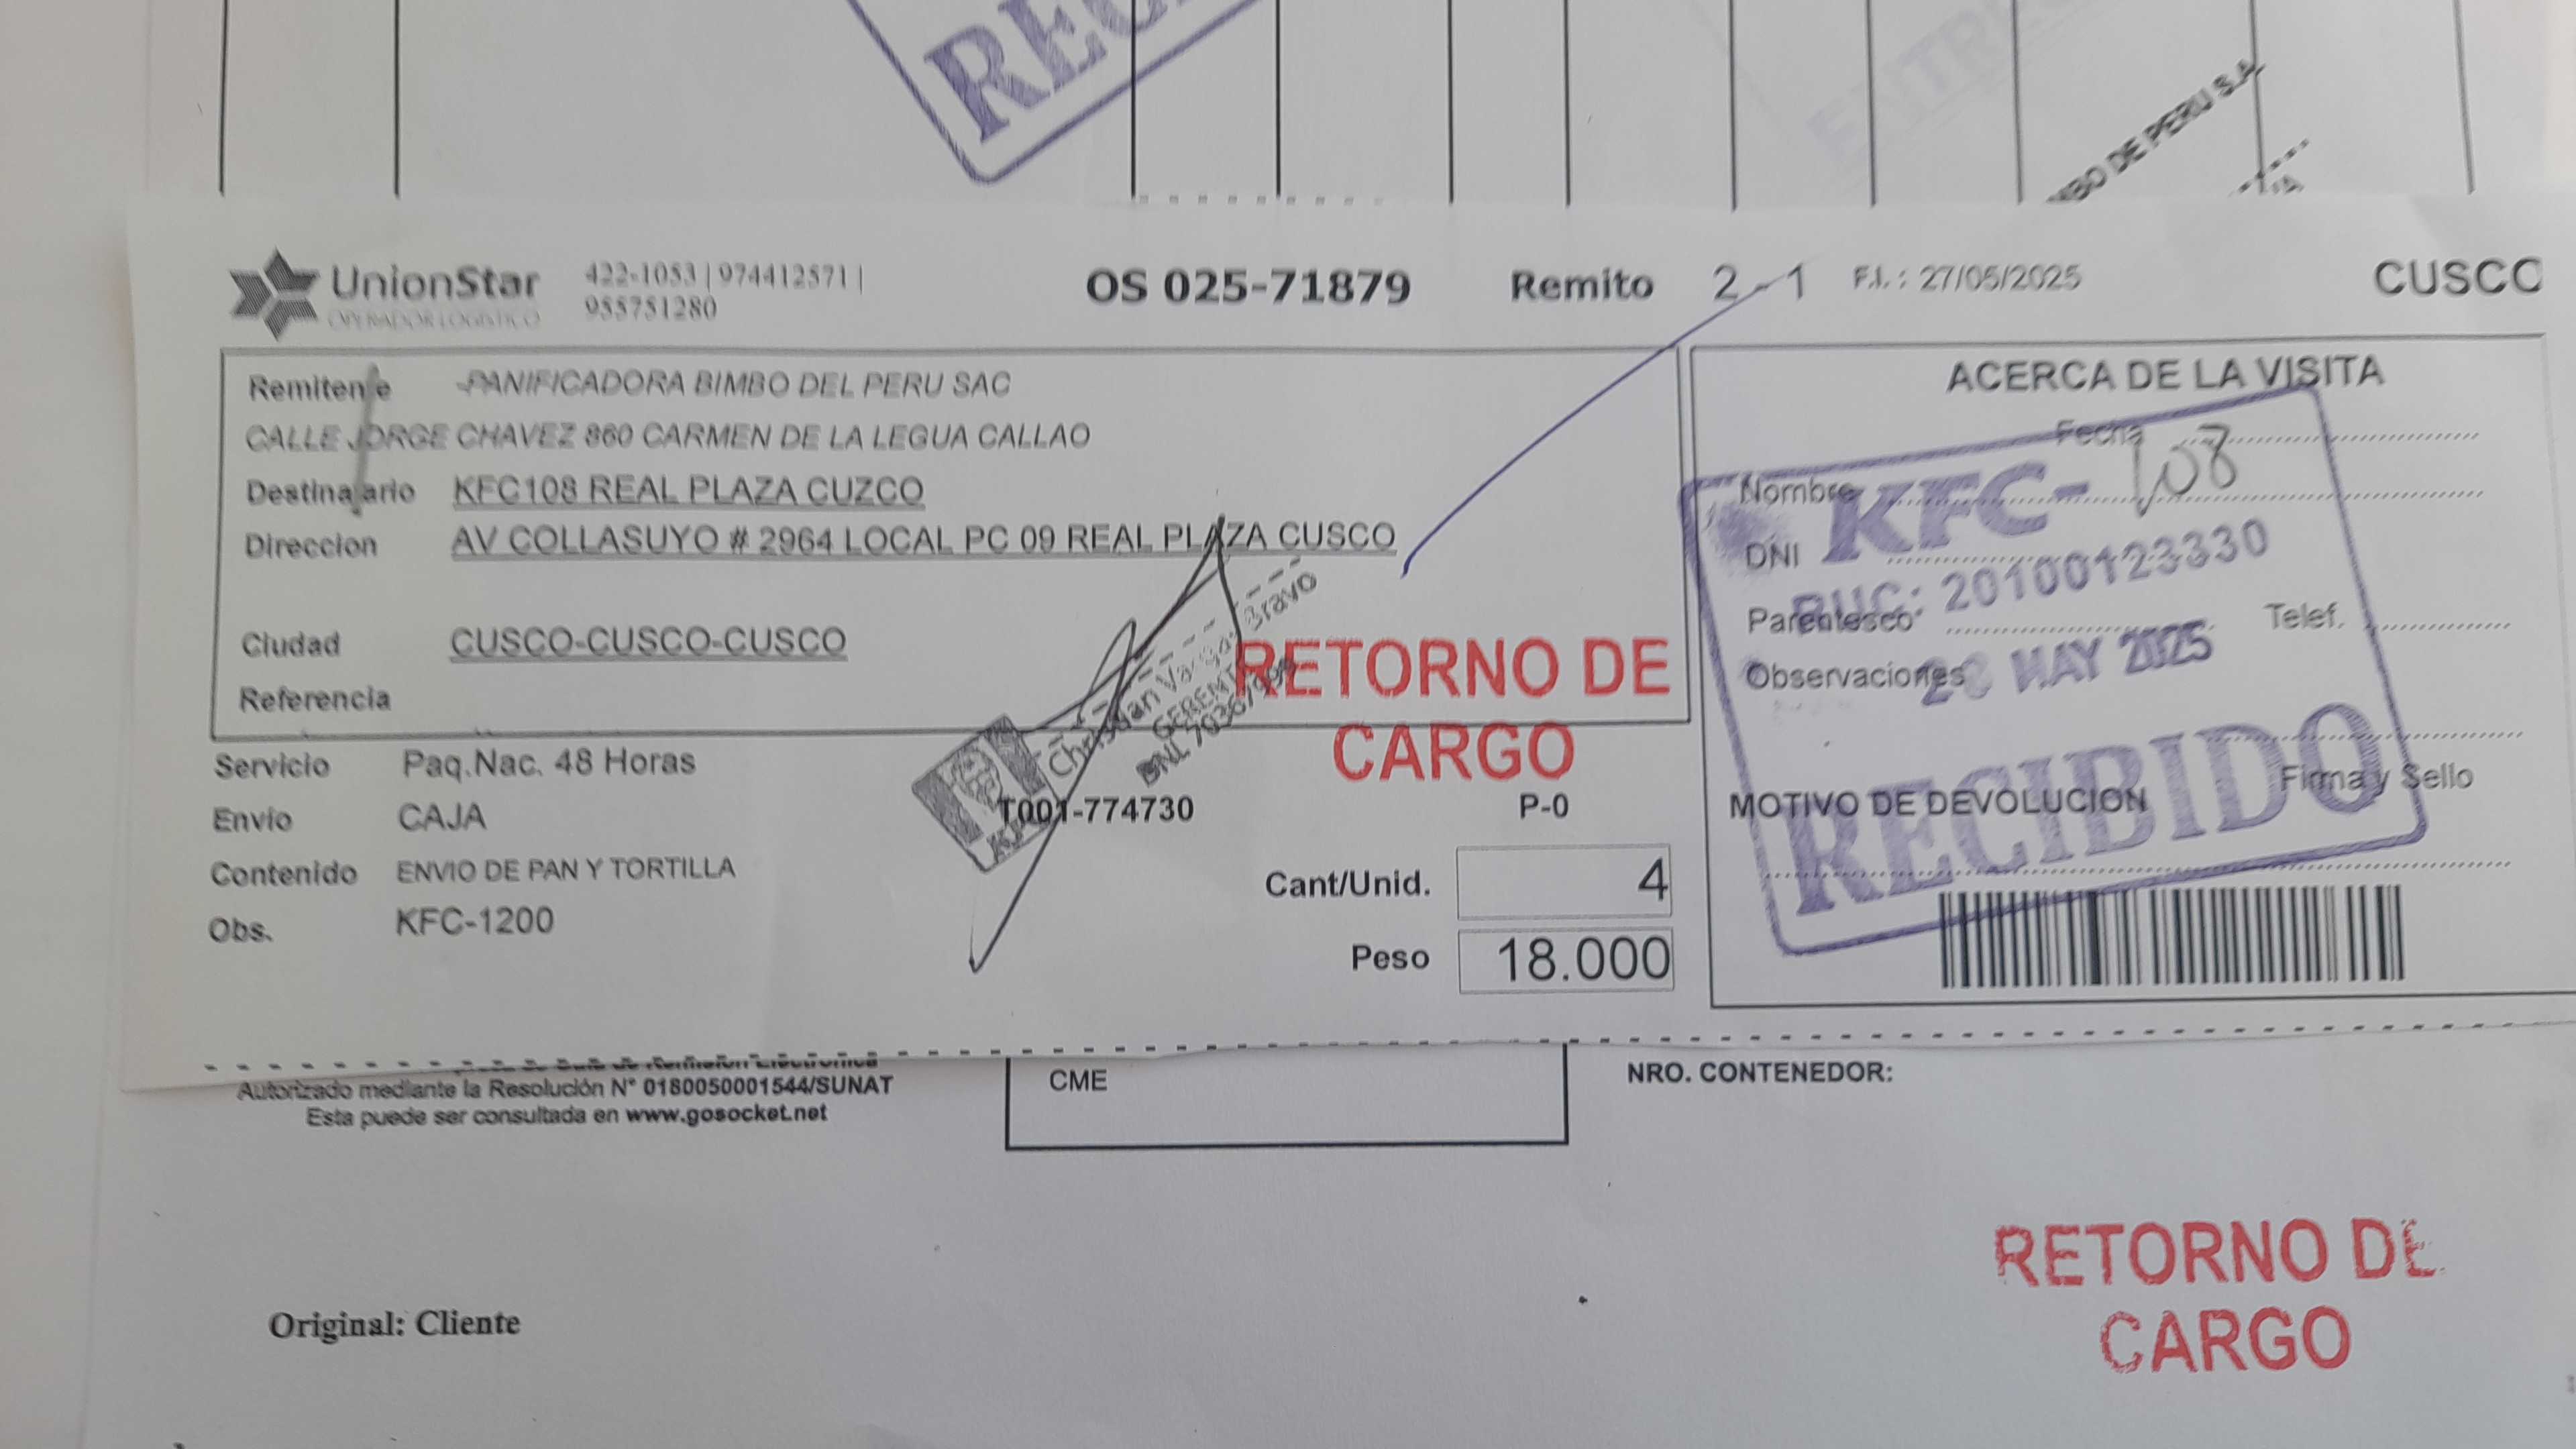 REC
ENTREG
MBO DE PERU S.A.
UnionStar
OPERADOR LOGISTICO
422-1053 | 974412571 |
955751280
OS 025-71879
Remito 2-1
F.I. : 27/05/2025
CUSCO
Remitente -PANIFICADORA BIMBO DEL PERU SAC
CALLE JORGE CHAVEZ 860 CARMEN DE LA LEGUA CALLAO
Destinatario KFC108 REAL PLAZA CUZCO
Direccion AV COLLASUYO # 2964 LOCAL PC 09 REAL PLAZA CUSCO
Ciudad CUSCO-CUSCO-CUSCO
Referencia
Christian Vargas Bravo
GERENTE
RETORNO DE
CARGO
Servicio Paq.Nac. 48 Horas
Envio CAJA
Contenido ENVIO DE PAN Y TORTILLA
Obs. KFC-1200
T001-774730
P-0
Cant/Unid. 4
Peso 18.000
ACERCA DE LA VISITA
Fecha
Nombre
DNI
Parentesco
Telef.
Observaciones
Firma y Sello
MOTIVO DE DEVOLUCION
KFC-108
RUC: 20100123330
28 MAY 2025
RECIBIDO
Autorizado mediante la Resolución N° 0180050001544/SUNAT
Esta puede ser consultada en www.gosocket.net
CME
NRO. CONTENEDOR:
Original: Cliente
RETORNO DE
CARGO